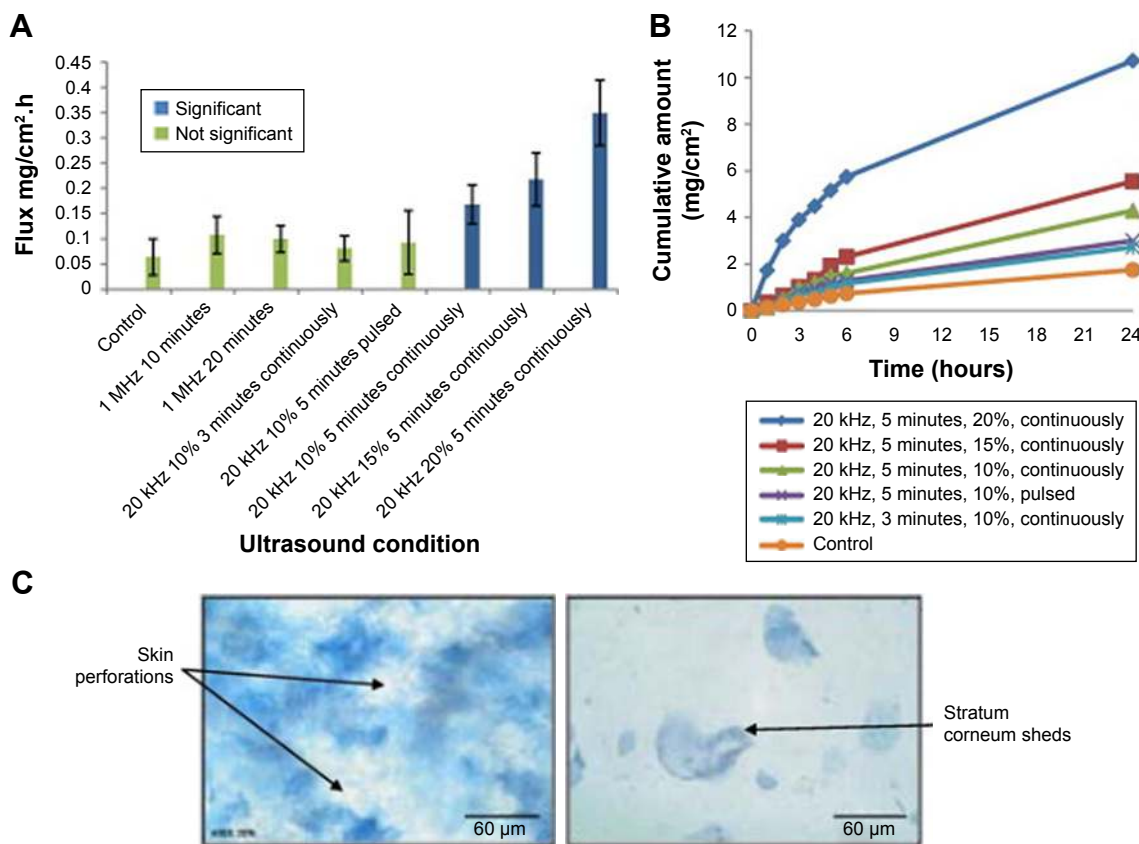 A
Flux mg/cm².h
0.45
0.4
0.35
0.3
0.25
0.2
0.15
0.1
0.05
0
Significant
Not significant
Control
1 MHz 10 minutes
1 MHz 20 minutes
20 kHz 10% 3 minutes continuously
20 kHz 10% 5 minutes pulsed
20 kHz 10% 5 minutes continuously
20 kHz 15% 5 minutes continuously
20 kHz 20% 5 minutes continuously
Ultrasound condition
B
Cumulative amount
(mg/cm²)
12
10
8
6
4
2
0
0 3 6 9 12 15 18 21 24
Time (hours)
20 kHz, 5 minutes, 20%, continuously
20 kHz, 5 minutes, 15%, continuously
20 kHz, 5 minutes, 10%, continuously
20 kHz, 5 minutes, 10%, pulsed
20 kHz, 3 minutes, 10%, continuously
Control
C
Skin
perforations
60 µm
Stratum
corneum sheds
60 µm